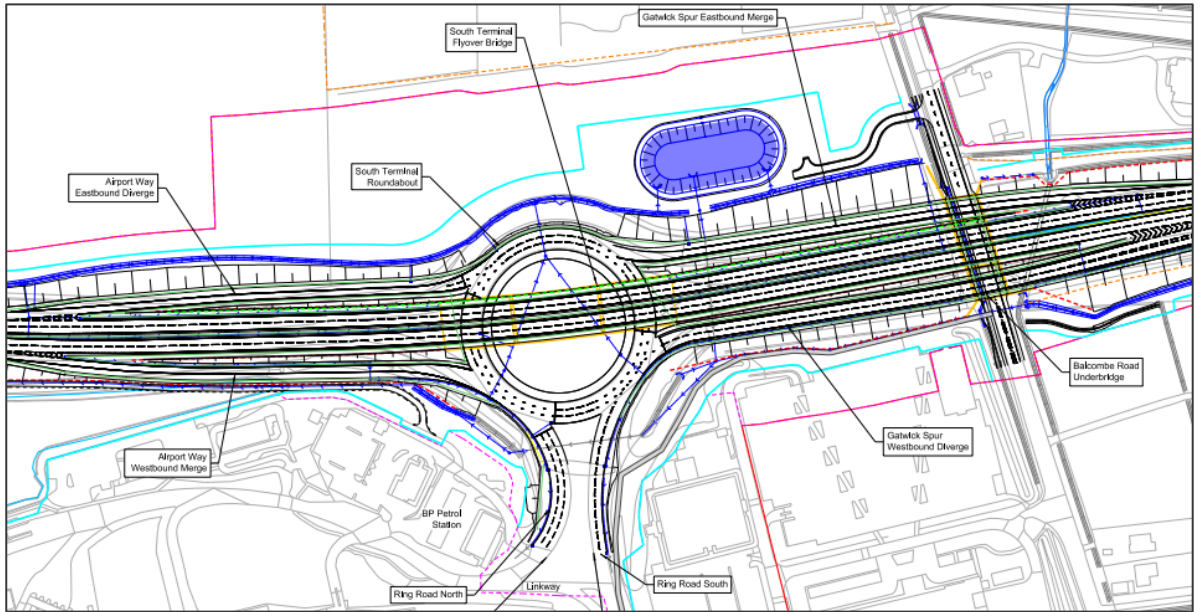 Gatwick Spur Eastbound Merge
South Terminal
Flyover Bridge
South Terminal
Roundabout
Airport Way
Eastbound Diverge
Balcombe Road
Underbridge
Gatwick Spur
Westbound Diverge
Airport Way
Westbound Merge
BP Petrol
Station
Linkway
Ring Road South
Ring Road North